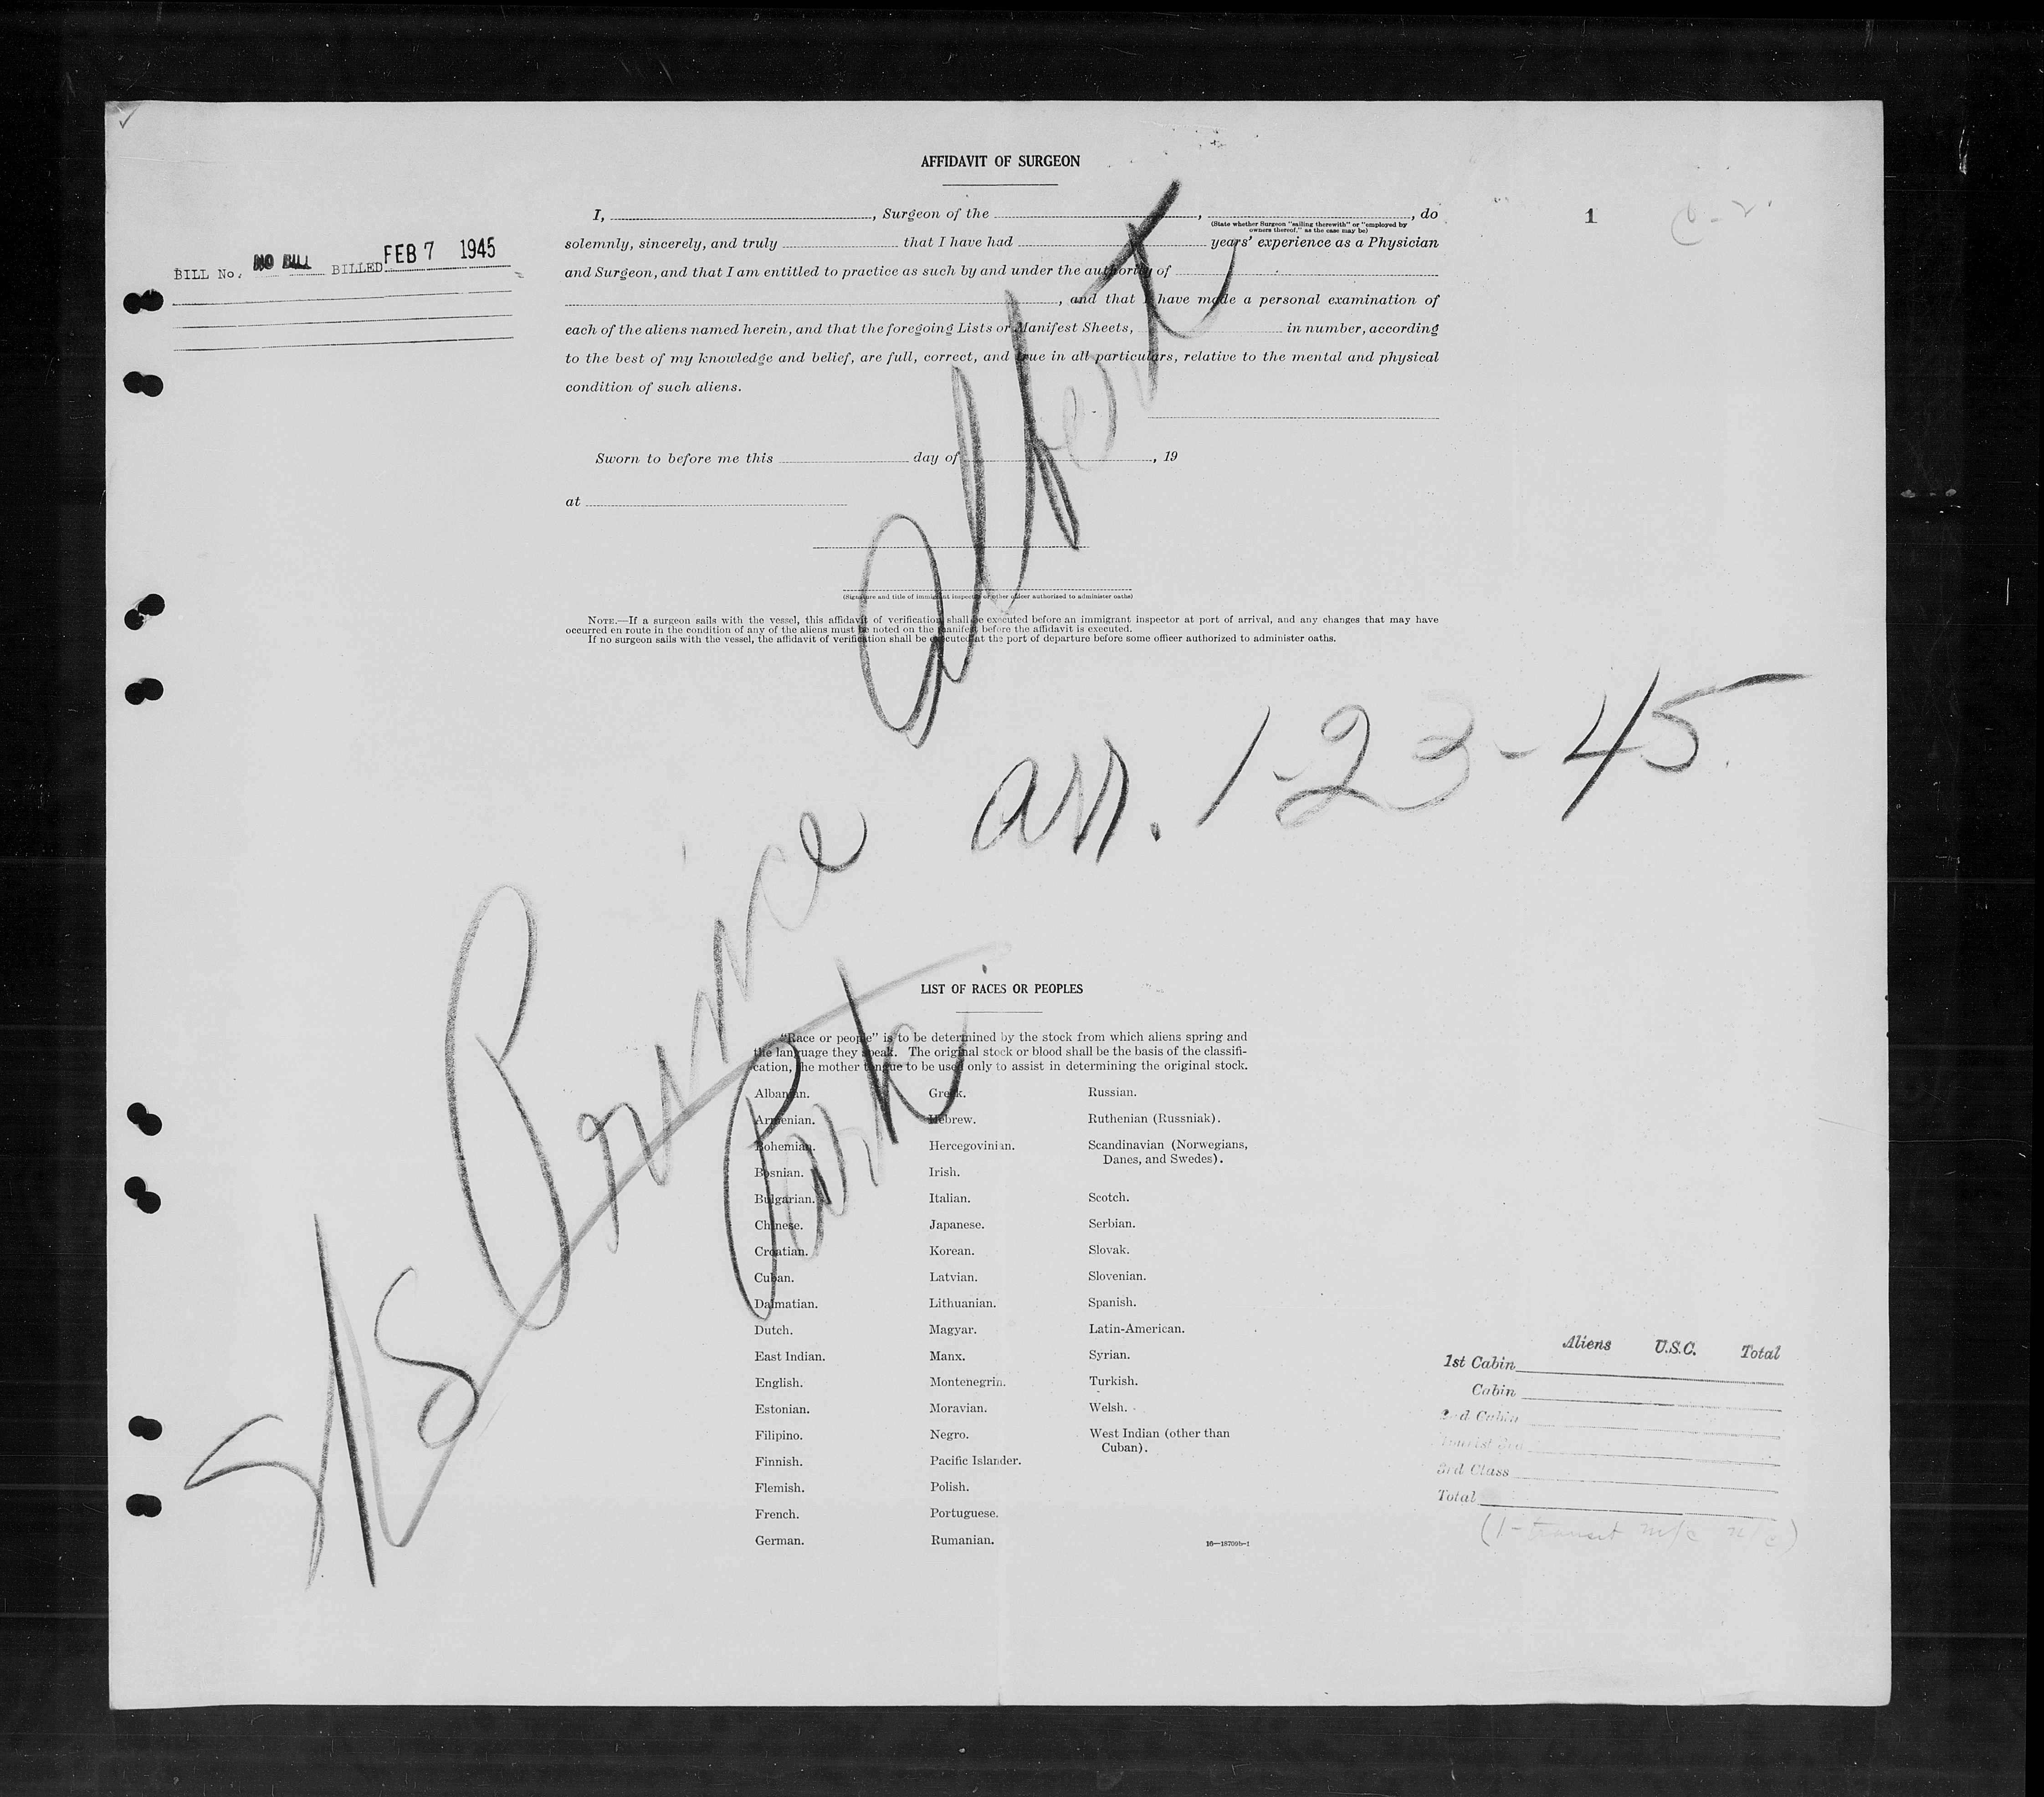 AFFIDAVIT OF SURGEON
1
I, , Surgeon of the , , do
(State whether Surgeon "sailing therewith" or "employed by
owners thereof," as the case may be)
solemnly, sincerely, and truly that I have had years' experience as a Physician
and Surgeon, and that I am entitled to practice as such by and under the authority of
, and that I have made a personal examination of
each of the aliens named herein, and that the foregoing Lists or Manifest Sheets, in number, according
to the best of my knowledge and belief, are full, correct, and true in all particulars, relative to the mental and physical
condition of such aliens.
BILL No. NO BILL BILLED FEB 7 1945
Sworn to before me this day of , 19
at
(Signature and title of immigrant inspector or other officer authorized to administer oaths)
NOTE.—If a surgeon sails with the vessel, this affidavit of verification shall be executed before an immigrant inspector at port of arrival, and any changes that may have
occurred en route in the condition of any of the aliens must be noted on the manifest before the affidavit is executed.
If no surgeon sails with the vessel, the affidavit of verification shall be executed at the port of departure before some officer authorized to administer oaths.
Prince Albert
Park
arr. 1-23-45.
LIST OF RACES OR PEOPLES
"Race or people" is to be determined by the stock from which aliens spring and
the language they speak. The original stock or blood shall be the basis of the classifi-
cation, the mother tongue to be used only to assist in determining the original stock.
Albanian.
Armenian.
Bohemian.
Bosnian.
Bulgarian.
Chinese.
Croatian.
Cuban.
Dalmatian.
Dutch.
East Indian.
English.
Estonian.
Filipino.
Finnish.
Flemish.
French.
German.
Greek.
Hebrew.
Hercegovinian.
Irish.
Italian.
Japanese.
Korean.
Latvian.
Lithuanian.
Magyar.
Manx.
Montenegrin.
Moravian.
Negro.
Pacific Islander.
Polish.
Portuguese.
Rumanian.
Russian.
Ruthenian (Russniak).
Scandinavian (Norwegians,
Danes, and Swedes).
Scotch.
Serbian.
Slovak.
Slovenian.
Spanish.
Latin-American.
Syrian.
Turkish.
Welsh.
West Indian (other than
Cuban).
16—18709b-1
Aliens U.S.C. Total
1st Cabin
Cabin
2nd Cabin
Tourist 3rd
3rd Class
Total
(1-transit m/c n/c)